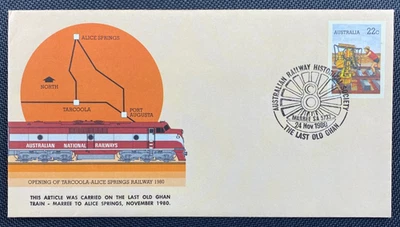 ALICE SPRINGS
NORTH
TARCOOLA
PORT
AUGUSTA
AUSTRALIAN NATIONAL RAILWAYS
OPENING OF TARCOOLA-ALICE SPRINGS RAILWAY 1980
THIS ARTICLE WAS CARRIED ON THE LAST OLD GHAN
TRAIN - MARREE TO ALICE SPRINGS, NOVEMBER 1980.
AUSTRALIA 22c
AUSTRALIAN RAILWAY HISTORICAL SOCIETY
MARREE SA 5733
24 Nov 1980
THE LAST OLD GHAN